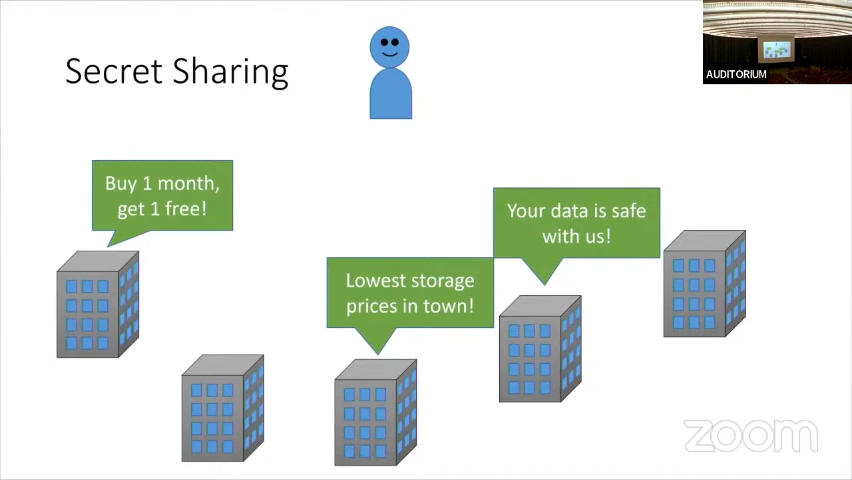 Secret Sharing
AUDITORIUM
Buy 1 month,
get 1 free!
Your data is safe
with us!
Lowest storage
prices in town!
zoom